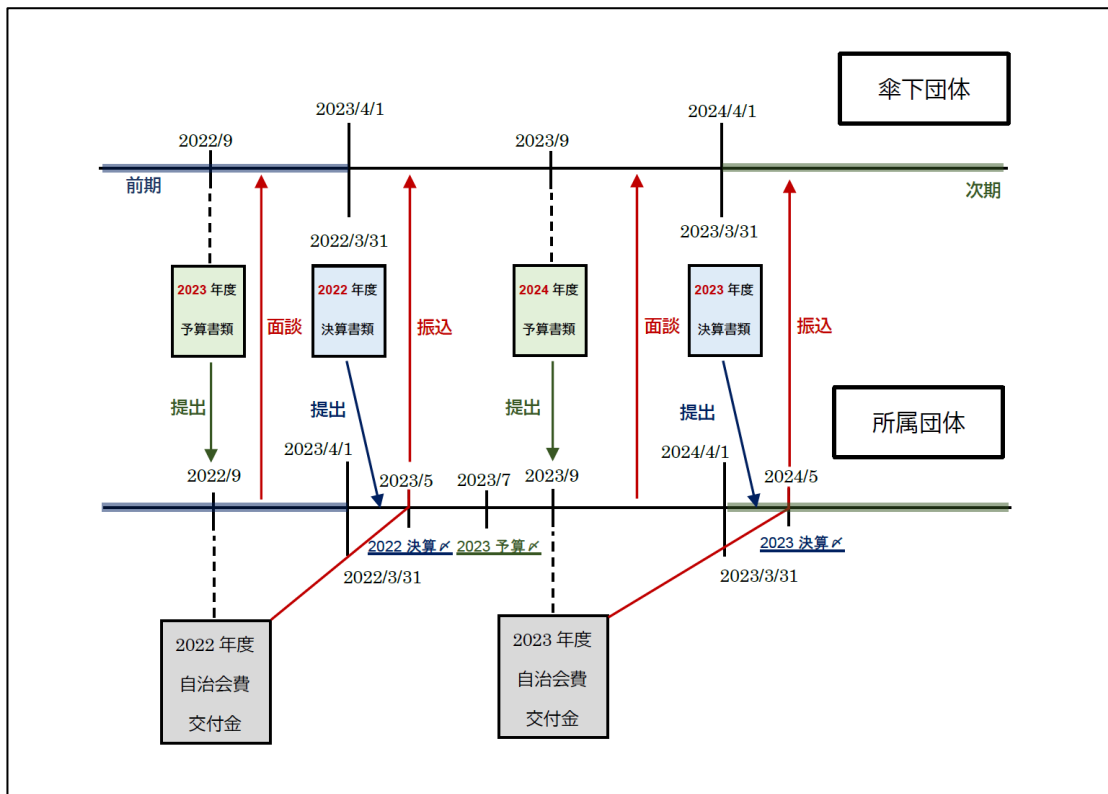 傘下団体
2023/4/1
2024/4/1
2022/9
2023/9
前期
次期
2022/3/31
2023/3/31
2023 年度
予算書類
面談
2022 年度
決算書類
振込
2024 年度
予算書類
面談
2023 年度
決算書類
振込
提出
提出
提出
提出
所属団体
2023/4/1
2024/4/1
2022/9
2023/5
2023/7
2023/9
2024/5
2022 決算〆
2023 予算〆
2023 決算〆
2022/3/31
2023/3/31
2022 年度
自治会費
交付金
2023 年度
自治会費
交付金